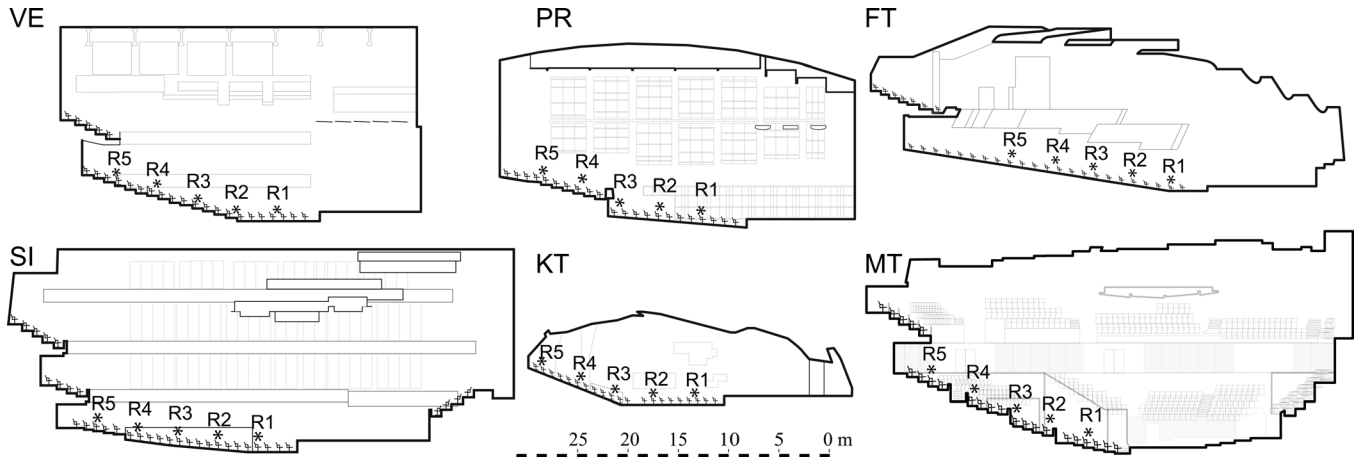 VE
PR
FT
R5 R4 R3 R2 R1
R5 R4 R3 R2 R1
R5 R4 R3 R2 R1
SI
KT
MT
R5 R4 R3 R2 R1
R5 R4 R3 R2 R1
R5 R4 R3 R2 R1
25 20 15 10 5 0 m